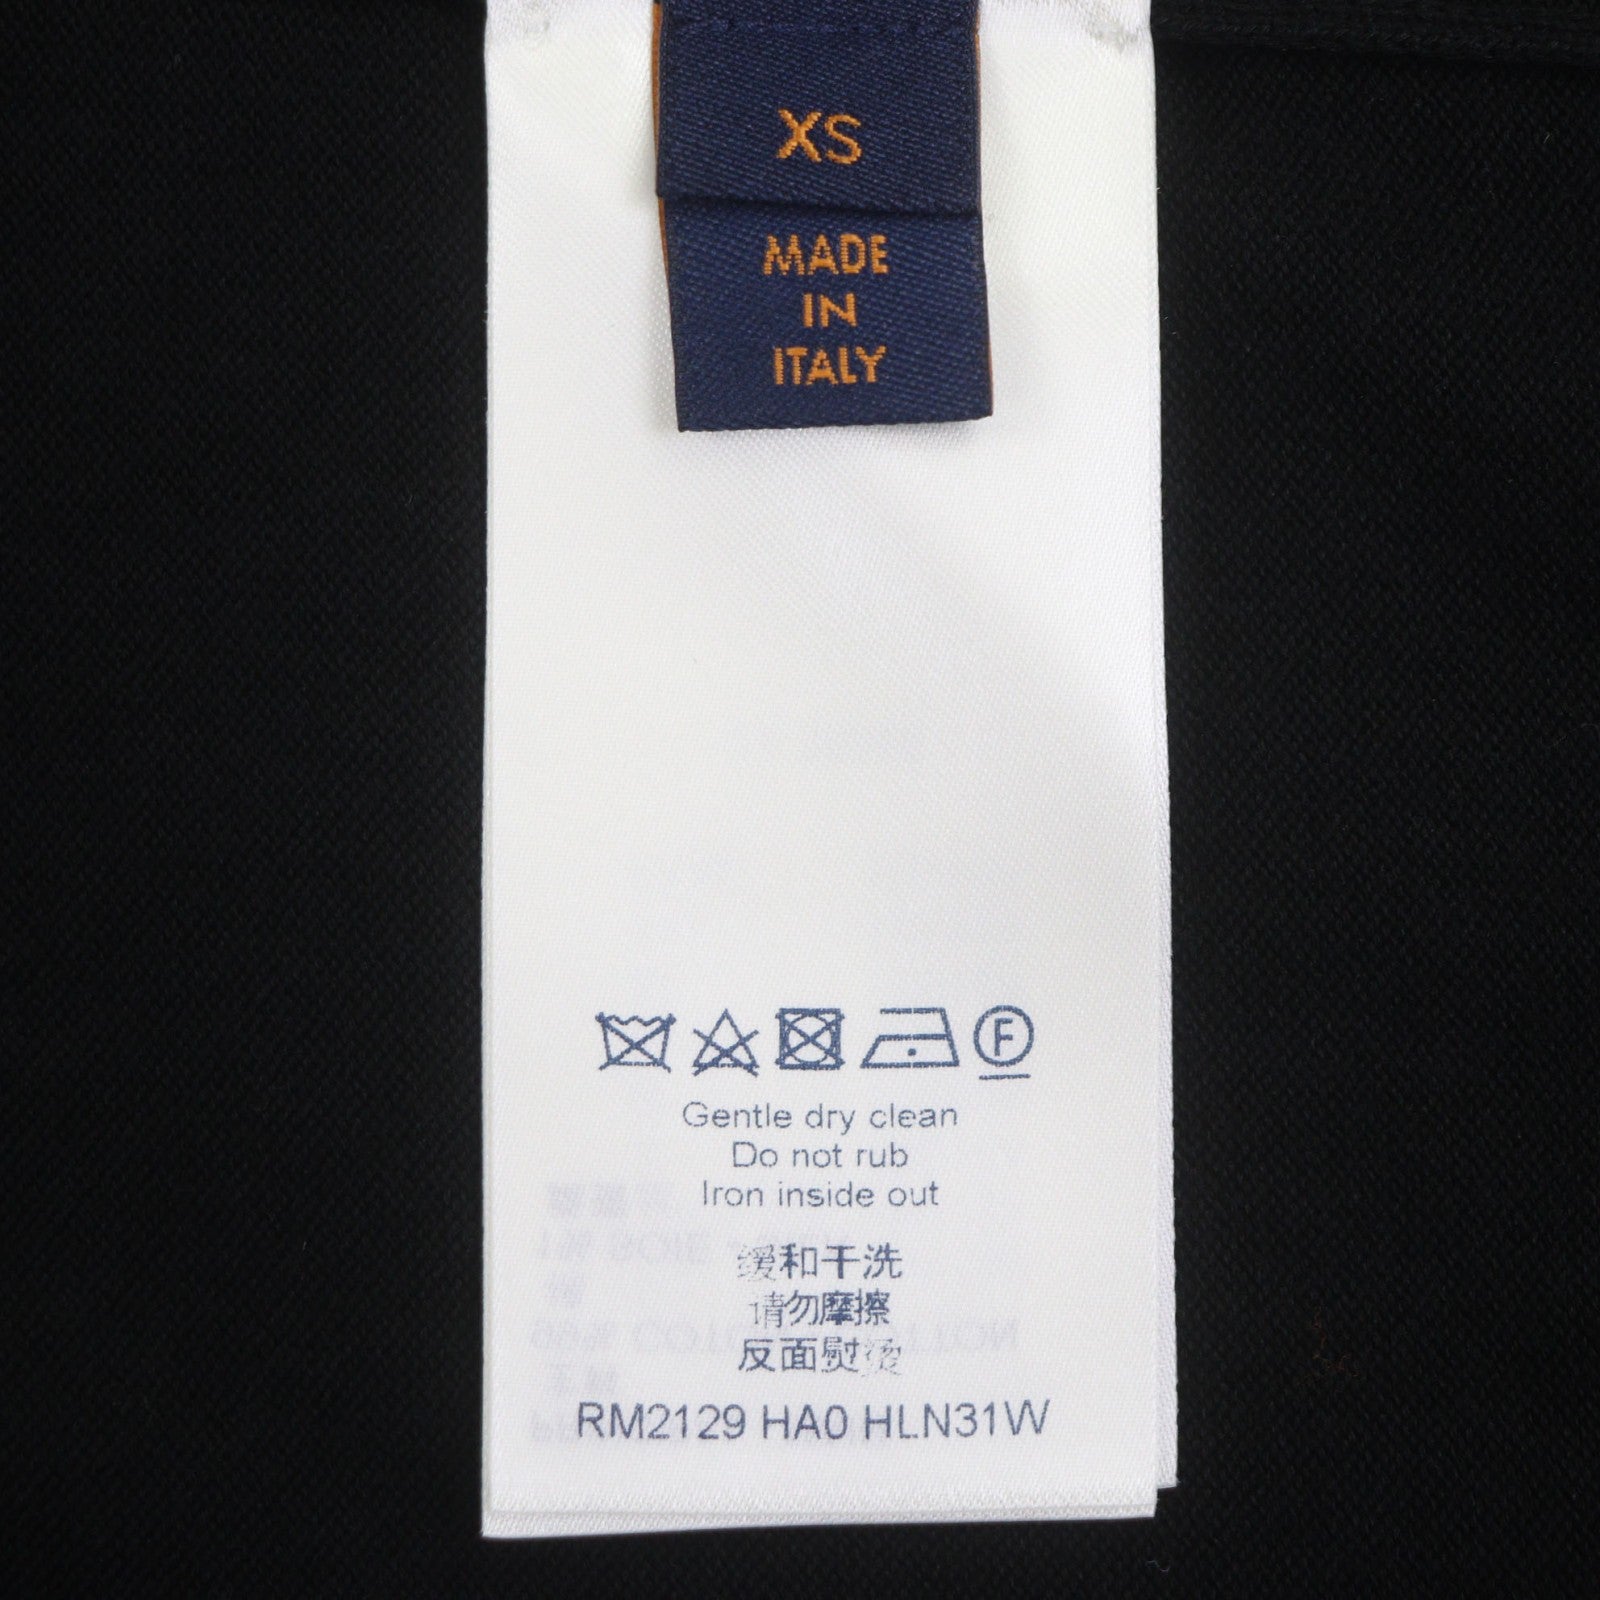 XS
MADE
IN
ITALY
F
Gentle dry clean
Do not rub
Iron inside out
缓和干洗
请勿摩擦
反面熨烫
RM2129 HA0 HLN31W